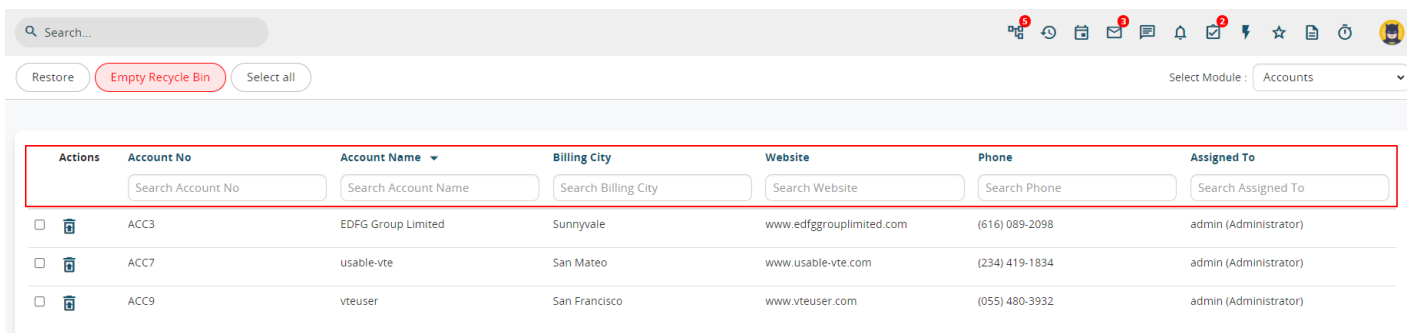 5 3 2
Search...
Restore Empty Recycle Bin Select all Select Module : Accounts
Actions Account No Account Name Billing City Website Phone Assigned To
Search Account No Search Account Name Search Billing City Search Website Search Phone Search Assigned To
ACC3 EDFG Group Limited Sunnyvale www.edfggrouplimited.com (616) 089-2098 admin (Administrator)
ACC7 usable-vte San Mateo www.usable-vte.com (234) 419-1834 admin (Administrator)
ACC9 vteuser San Francisco www.vteuser.com (055) 480-3932 admin (Administrator)